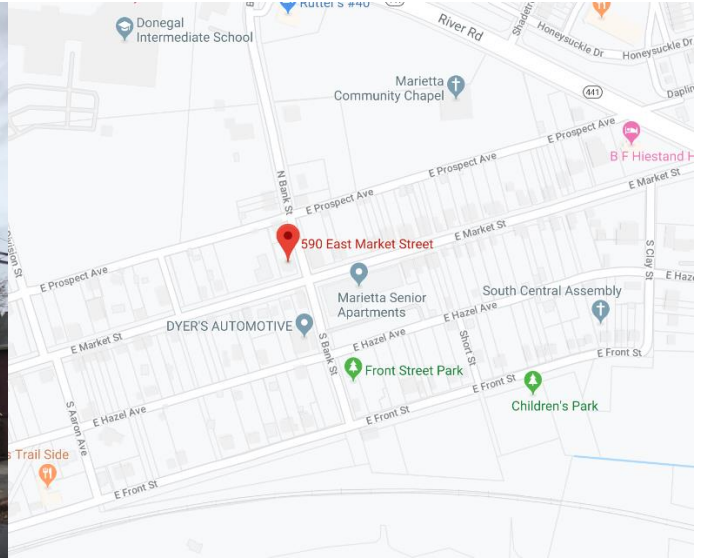 Rutter's #40
Donegal
Intermediate School
River Rd
Honeysuckle Dr
Honeysuckle Dr
Marietta
Community Chapel
441
E Prospect Ave
B F Hiestand H
E Prospect Ave
E Market St
N Bank St
E Prospect Ave
590 East Market Street
E Market St
S Clay St
E Prospect Ave
Marietta Senior
Apartments
South Central Assembly
E Haz
DYER'S AUTOMOTIVE
E Hazel Ave
E Market St
S Bank St
E Hazel Ave
Short St
E Front St
Front Street Park
E Front St
Children's Park
S Aaron Ave
E Hazel Ave
E Front St
s Trail Side
E Front St